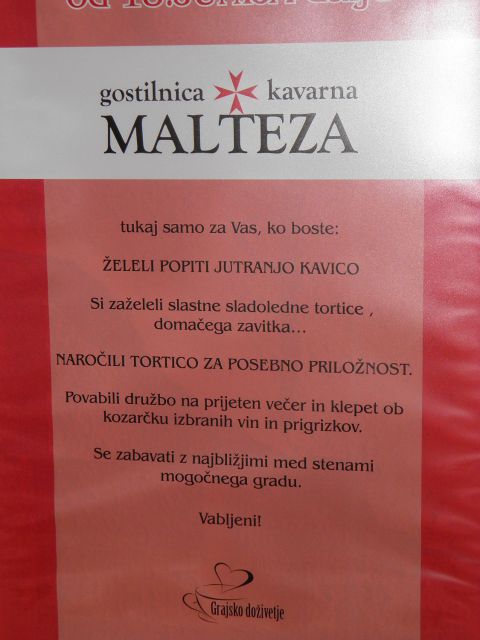 gostilnica kavarna
MALTEZA
tukaj samo za Vas, ko boste:
ŽELELI POPITI JUTRANJO KAVICO
Si zaželeli slastne sladoledne tortice ,
domačega zavitka...
NAROČILI TORTICO ZA POSEBNO PRILOŽNOST.
Povabili družbo na prijeten večer in klepet ob
kozarčku izbranih vin in prigrizkov.
Se zabavati z najbližjimi med stenami
mogočnega gradu.
Vabljeni!
Grajsko doživetje